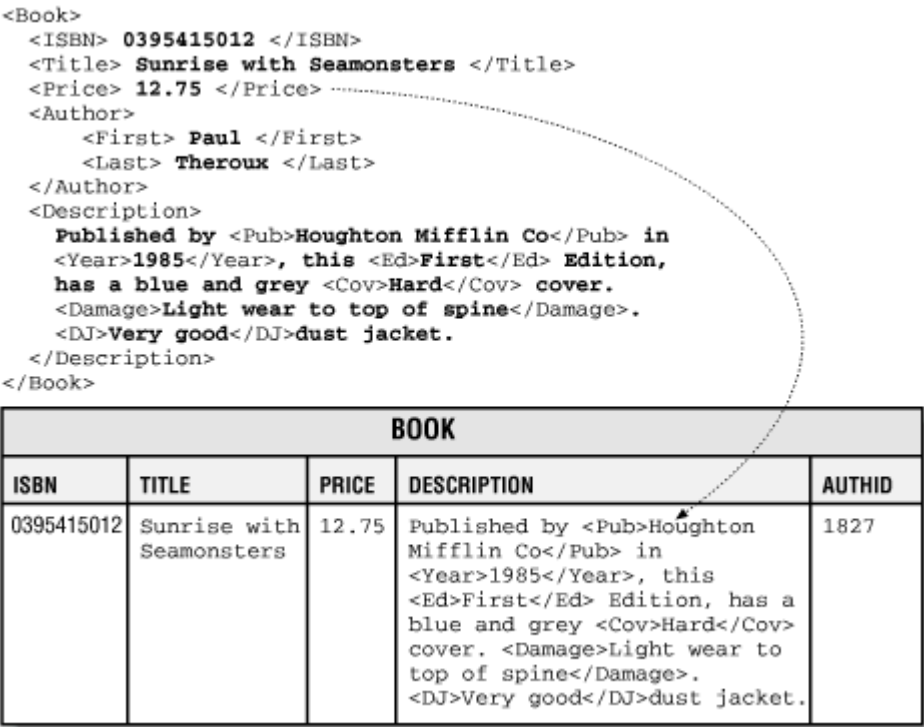 <Book>
<ISBN> 0395415012 </ISBN>
<Title> Sunrise with Seamonsters </Title>
<Price> 12.75 </Price>
<Author>
<First> Paul </First>
<Last> Theroux </Last>
</Author>
<Description>
Published by <Pub>Houghton Mifflin Co</Pub> in
<Year>1985</Year>, this <Ed>First</Ed> Edition,
has a blue and grey <Cov>Hard</Cov> cover.
<Damage>Light wear to top of spine</Damage>.
<DJ>Very good</DJ>dust jacket.
</Description>
</Book>
BOOK
ISBN TITLE PRICE DESCRIPTION AUTHID
0395415012 Sunrise with 12.75 Published by <Pub>Houghton 1827
Seamonsters Mifflin Co</Pub> in
<Year>1985</Year>, this
<Ed>First</Ed> Edition, has a
blue and grey <Cov>Hard</Cov>
cover. <Damage>Light wear to
top of spine</Damage>.
<DJ>Very good</DJ>dust jacket.